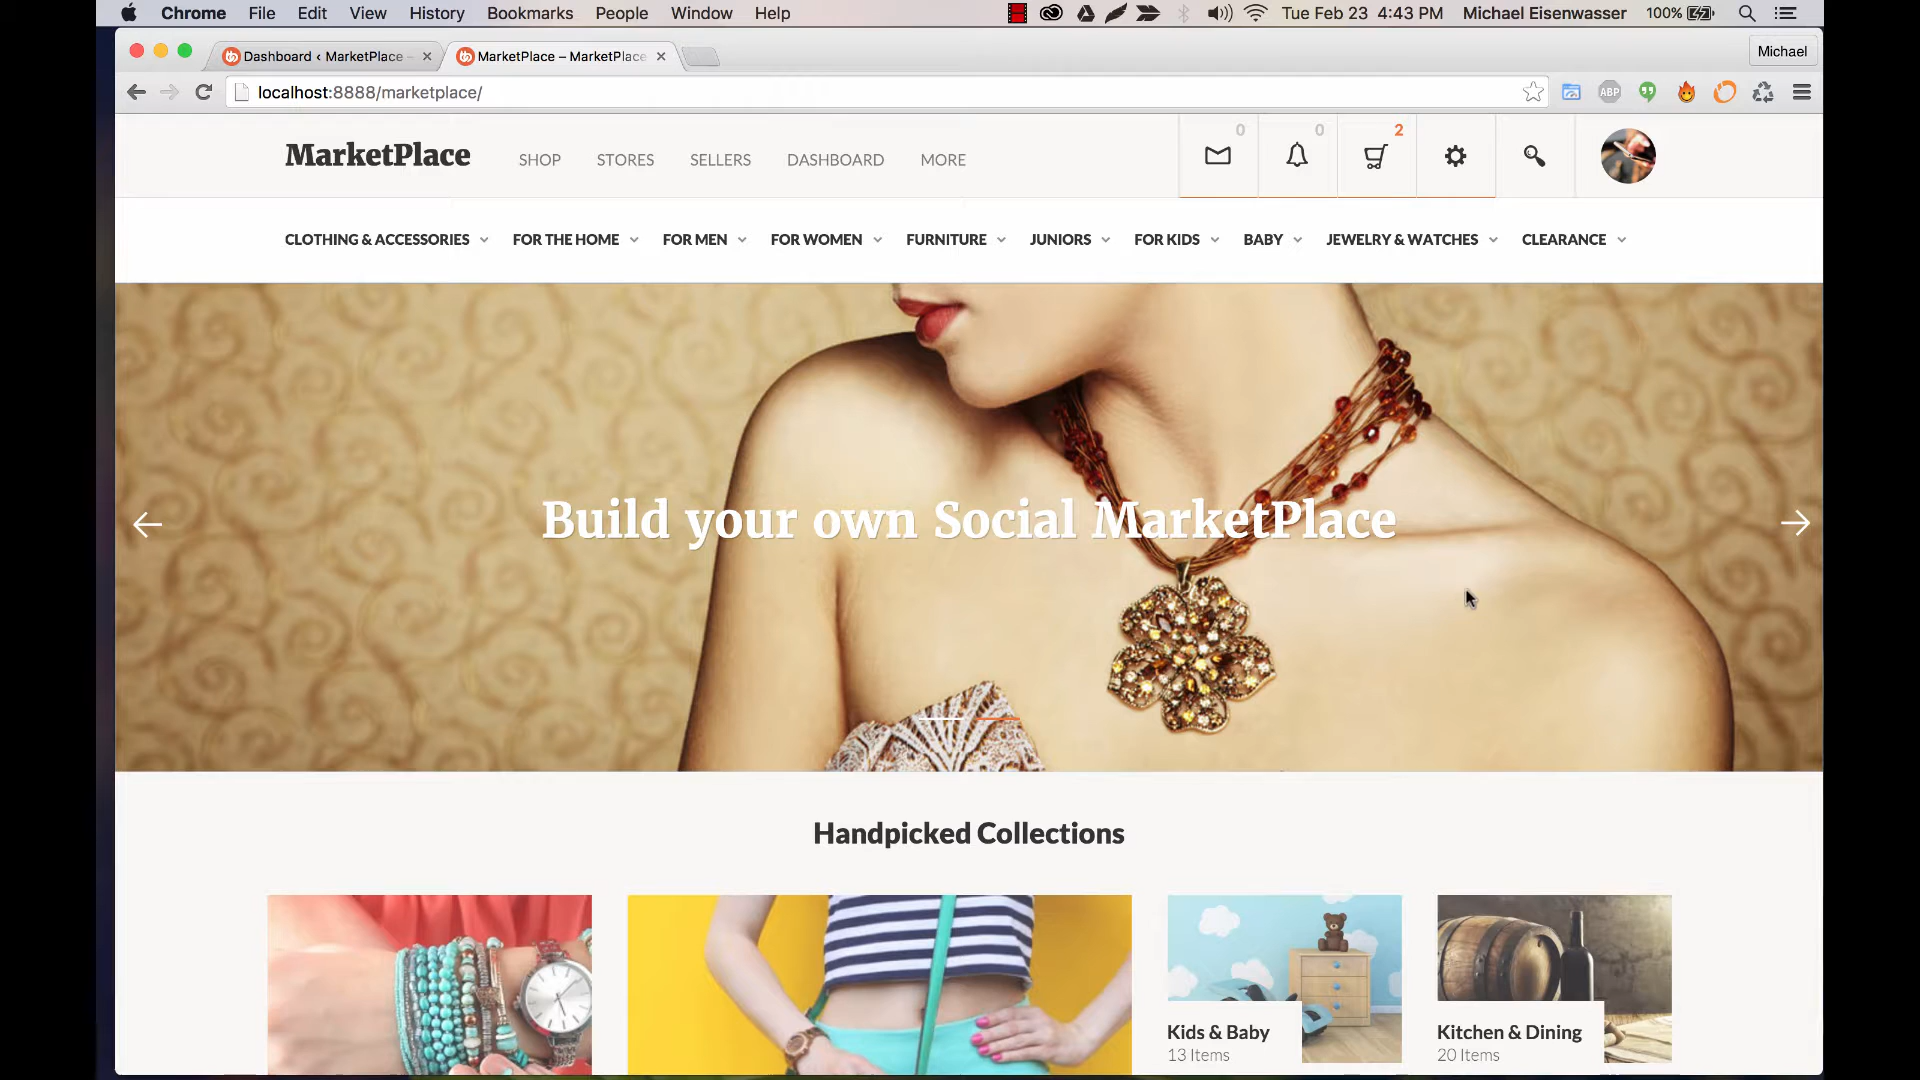 Chrome File Edit View History Bookmarks People Window Help Tue Feb 23 4:43 PM Michael Eisenwasser 100%
Dashboard ‹ MarketPlace –
MarketPlace – MarketPlace
Michael
localhost:8888/marketplace/
ABP
MarketPlace SHOP STORES SELLERS DASHBOARD MORE 0 0 2
CLOTHING & ACCESSORIES FOR THE HOME FOR MEN FOR WOMEN FURNITURE JUNIORS FOR KIDS BABY JEWELRY & WATCHES CLEARANCE
Build your own Social MarketPlace
Handpicked Collections
Kids & Baby
13 Items
Kitchen & Dining
20 Items